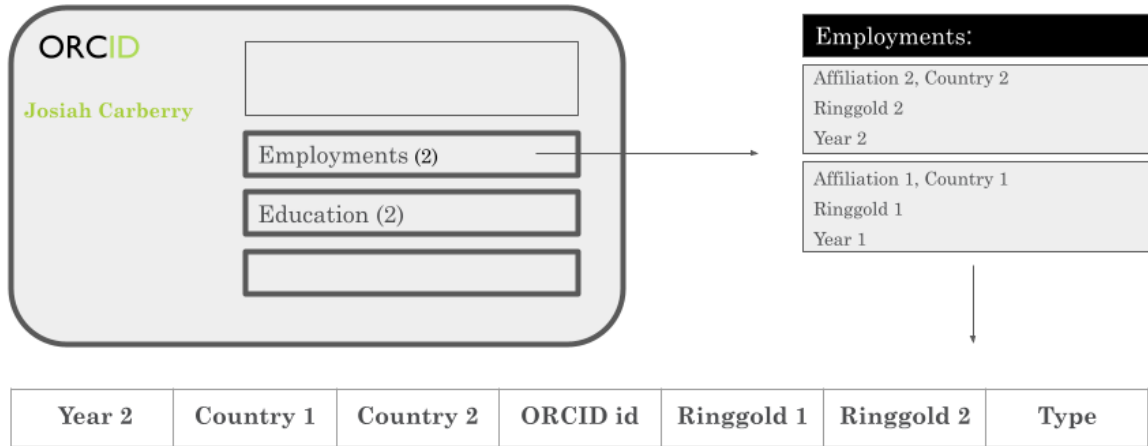 ORCID
Josiah Carberry
Employments (2)
Education (2)
Employments:
Affiliation 2, Country 2
Ringgold 2
Year 2
Affiliation 1, Country 1
Ringgold 1
Year 1
Year 2 Country 1 Country 2 ORCID id Ringgold 1 Ringgold 2 Type